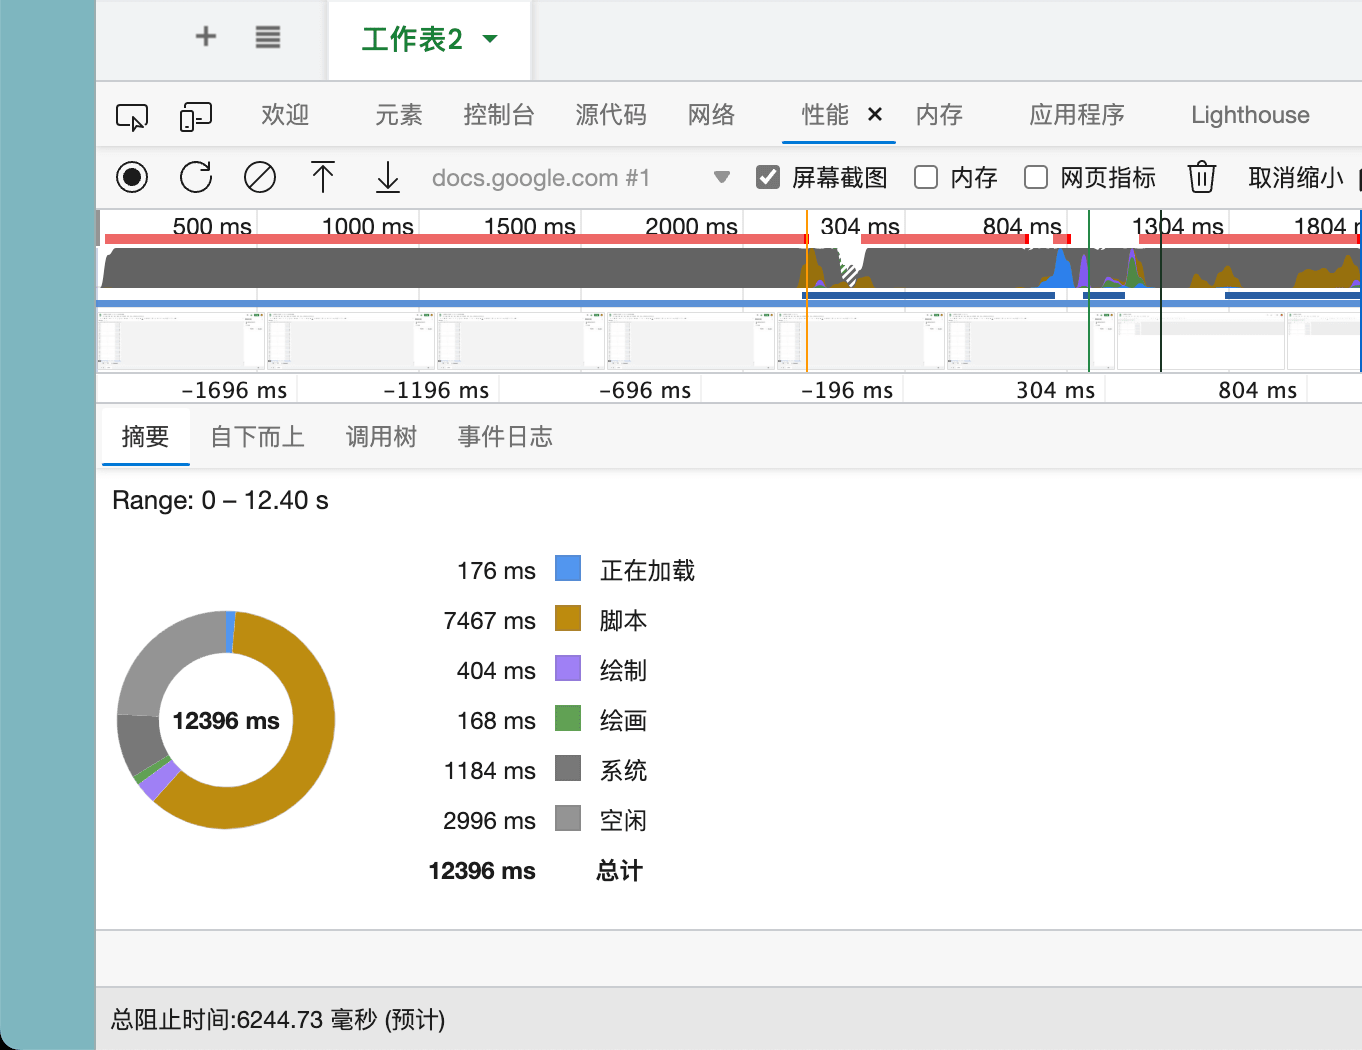 工作表2
欢迎 元素 控制台 源代码 网络 性能 内存 应用程序 Lighthouse
docs.google.com #1 屏幕截图 内存 网页指标 取消缩小
500 ms 1000 ms 1500 ms 2000 ms 304 ms 804 ms 1304 ms 1804
-1696 ms -1196 ms -696 ms -196 ms 304 ms 804 ms
摘要 自下而上 调用树 事件日志
Range: 0 – 12.40 s
176 ms 正在加载
7467 ms 脚本
404 ms 绘制
168 ms 绘画
1184 ms 系统
2996 ms 空闲
12396 ms 总计
12396 ms
总阻止时间:6244.73 毫秒 (预计)